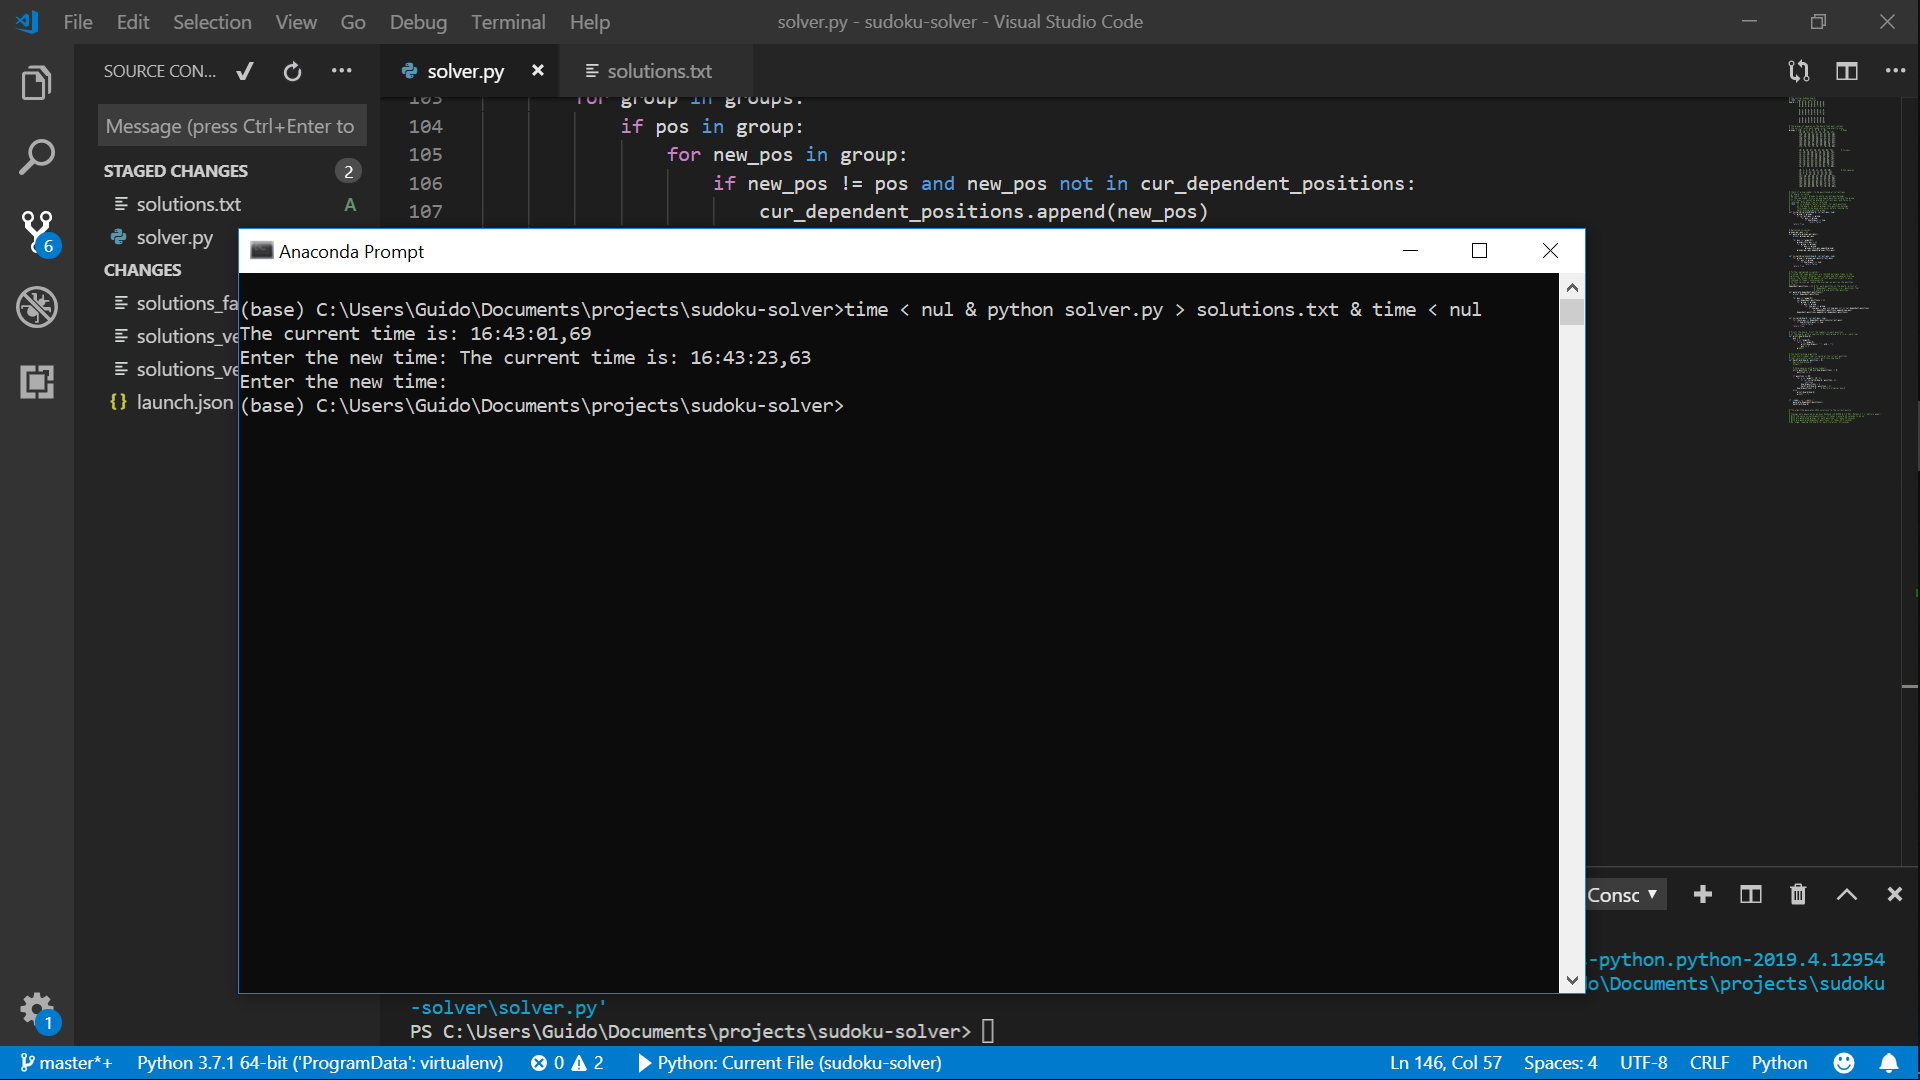 File Edit Selection View Go Debug Terminal Help
solver.py - sudoku-solver - Visual Studio Code
SOURCE CON...
solver.py
solutions.txt
Message (press Ctrl+Enter to
STAGED CHANGES 2
solutions.txt A
solver.py
CHANGES
solutions_fa
solutions_ve
solutions_ve
{} launch.json
6
1
103 for group in groups:
104 if pos in group:
105 for new_pos in group:
106 if new_pos != pos and new_pos not in cur_dependent_positions:
107 cur_dependent_positions.append(new_pos)
Anaconda Prompt
(base) C:\Users\Guido\Documents\projects\sudoku-solver>time < nul & python solver.py > solutions.txt & time < nul
The current time is: 16:43:01,69
Enter the new time: The current time is: 16:43:23,63
Enter the new time:
(base) C:\Users\Guido\Documents\projects\sudoku-solver>
Consc
-python.python-2019.4.12954
o\Documents\projects\sudoku
-solver\solver.py'
PS C:\Users\Guido\Documents\projects\sudoku-solver>
master*+ Python 3.7.1 64-bit ('ProgramData': virtualenv) 0 2 Python: Current File (sudoku-solver) Ln 146, Col 57 Spaces: 4 UTF-8 CRLF Python